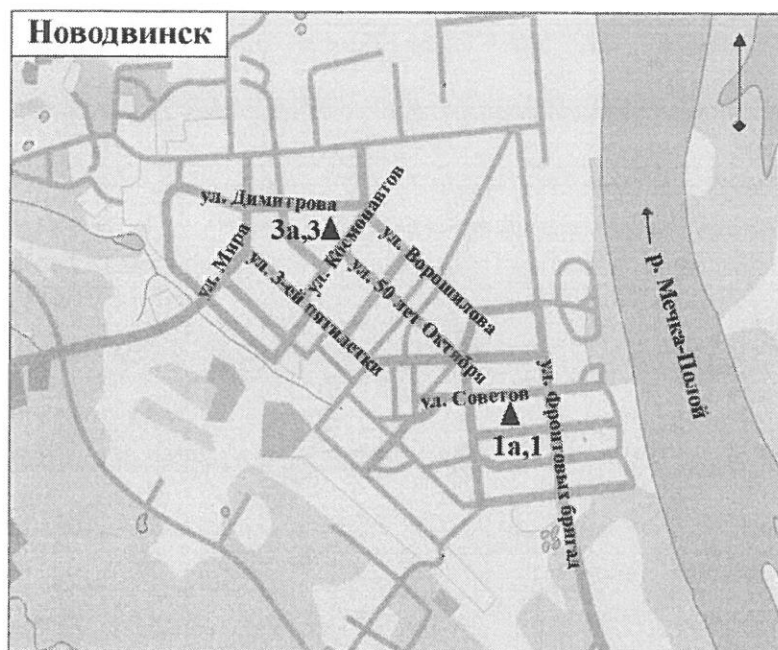 Новодвинск
ул. Димитрова
3а,3
ул. Космонавтов
ул. Мира
ул. Ворошилова
ул. 3-ей пятилетки
ул. 50 лет Октября
р. Мечка-Полой
ул. Советов
1а,1
ул. Фронтовых бригад